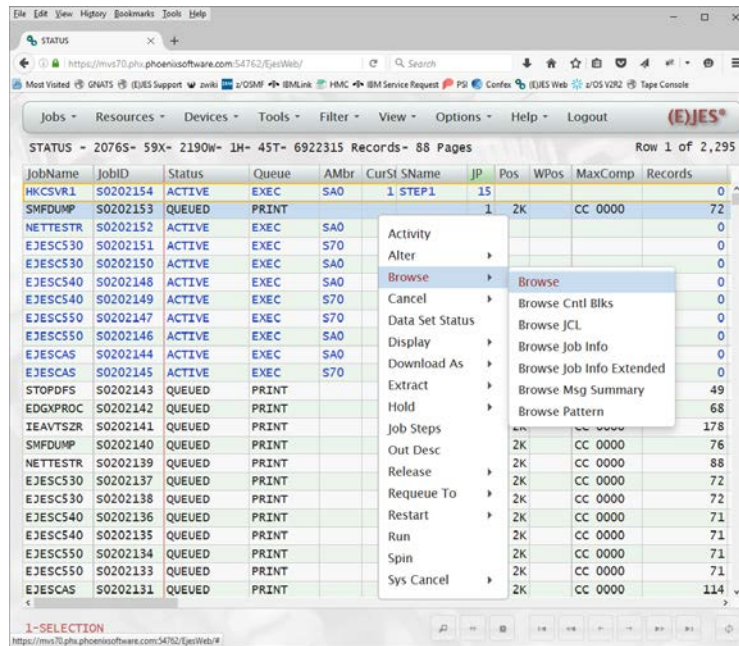 File Edit View History Bookmarks Tools Help
STATUS
https://mvs70.phx.phoenixsoftware.com:54762/EjesWeb/ Search
Most Visited GNATS (E)JES Support zwiki z/OSMF IBMLink HMC IBM Service Request PSI Confex (E)JES Web z/OS V2R2 Tape Console
Jobs Resources Devices Tools Filter View Options Help Logout (E)JES®
STATUS - 2076S- 59X- 2190W- 1H- 45T- 6922315 Records- 88 Pages Row 1 of 2,295
JobName JobID Status Queue AMbr CurSt SName JP Pos WPos MaxComp Records
HKCSVR1 S0202154 ACTIVE EXEC SA0 1 STEP1 15 0
SMFDUMP S0202153 QUEUED PRINT 1 2K CC 0000 72
NETTESTR S0202152 ACTIVE EXEC SA0 0
EJESC530 S0202151 ACTIVE EXEC S70 0
EJESC530 S0202150 ACTIVE EXEC SA0 0
EJESC540 S0202148 ACTIVE EXEC SA0 0
EJESC540 S0202149 ACTIVE EXEC S70 0
EJESC550 S0202147 ACTIVE EXEC S70 0
EJESC550 S0202146 ACTIVE EXEC SA0 0
EJESCAS S0202144 ACTIVE EXEC SA0 0
EJESCAS S0202145 ACTIVE EXEC S70 0
STOPDFS S0202143 QUEUED PRINT 49
EDGXPROC S0202142 QUEUED PRINT 68
IEAVTSZR S0202141 QUEUED PRINT 2K CC 0000 178
SMFDUMP S0202140 QUEUED PRINT 2K CC 0000 76
NETTESTR S0202139 QUEUED PRINT 2K CC 0000 88
EJESC530 S0202137 QUEUED PRINT 2K CC 0000 72
EJESC530 S0202138 QUEUED PRINT 2K CC 0000 72
EJESC540 S0202136 QUEUED PRINT 2K CC 0000 71
EJESC540 S0202135 QUEUED PRINT 2K CC 0000 71
EJESC550 S0202134 QUEUED PRINT 2K CC 0000 71
EJESC550 S0202133 QUEUED PRINT 2K CC 0000 71
EJESCAS S0202131 QUEUED PRINT 2K CC 0000 114
Activity
Alter
Browse
Cancel
Data Set Status
Display
Download As
Extract
Hold
Job Steps
Out Desc
Release
Requeue To
Restart
Run
Spin
Sys Cancel
Browse
Browse Cntl Blks
Browse JCL
Browse Job Info
Browse Job Info Extended
Browse Msg Summary
Browse Pattern
1-SELECTION
https://mvs70.phx.phoenixsoftware.com:54762/EjesWeb/#